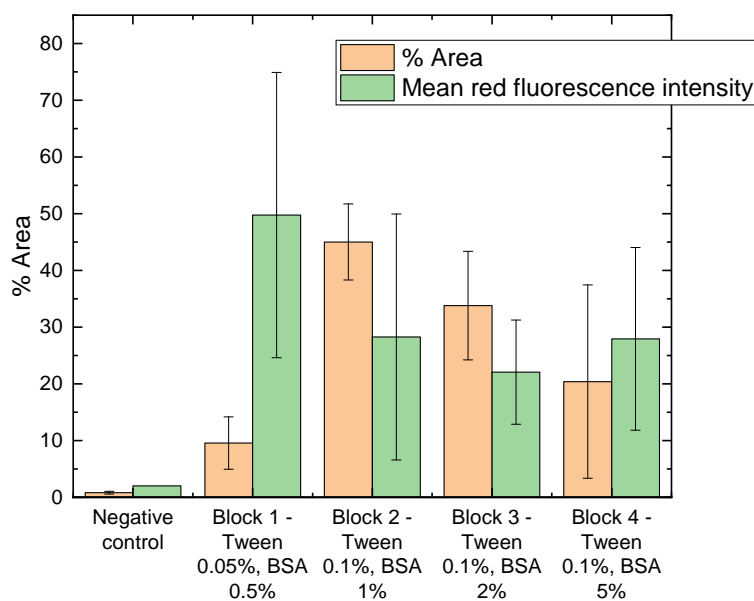 80
70
60
50
40
30
20
10
0
% Area
% Area
Mean red fluorescence intensity
Negative
control
Block 1 -
Tween
0.05%, BSA
0.5%
Block 2 -
Tween
0.1%, BSA
1%
Block 3 -
Tween
0.1%, BSA
2%
Block 4 -
Tween
0.1%, BSA
5%